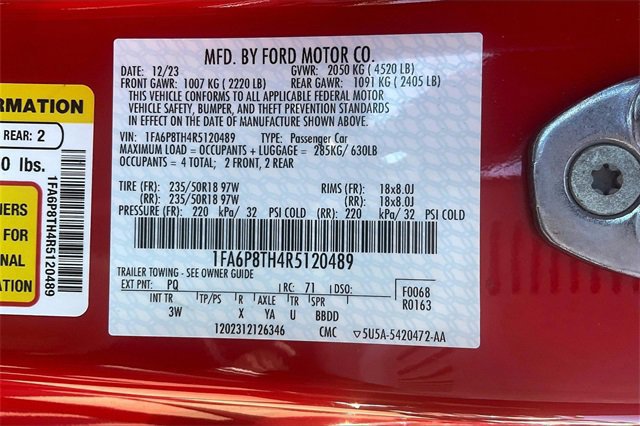 MFD. BY FORD MOTOR CO.
DATE: 12/23 GVWR: 2050 KG ( 4520 LB)
FRONT GAWR: 1007 KG ( 2220 LB) REAR GAWR: 1091 KG ( 2405 LB)
THIS VEHICLE CONFORMS TO ALL APPLICABLE FEDERAL MOTOR
VEHICLE SAFETY, BUMPER, AND THEFT PREVENTION STANDARDS
IN EFFECT ON THE DATE OF MANUFACTURE SHOWN ABOVE.
VIN: 1FA6P8TH4R5120489 TYPE: Passenger Car
MAXIMUM LOAD = OCCUPANTS + LUGGAGE = 285KG/ 630LB
OCCUPANTS = 4 TOTAL; 2 FRONT, 2 REAR
TIRE (FR): 235/50R18 97W RIMS (FR): 18x8.0J
(RR): 235/50R18 97W (RR): 18x8.0J
PRESSURE (FR): 220 kPa/ 32 PSI COLD (RR): 220 kPa/ 32 PSI COLD
1FA6P8TH4R5120489
TRAILER TOWING - SEE OWNER GUIDE
EXT PNT: PQ RC: 71 DSO: F0068
R0163
INT TR TP/PS R AXLE TR SPR
3W X YA U BBDD
1202312126346 CMC 5U5A-5420472-AA
ORMATION
REAR: 2
0 lbs.
NERS
FOR
NAL
ATION
1FA6P8TH4R5120489